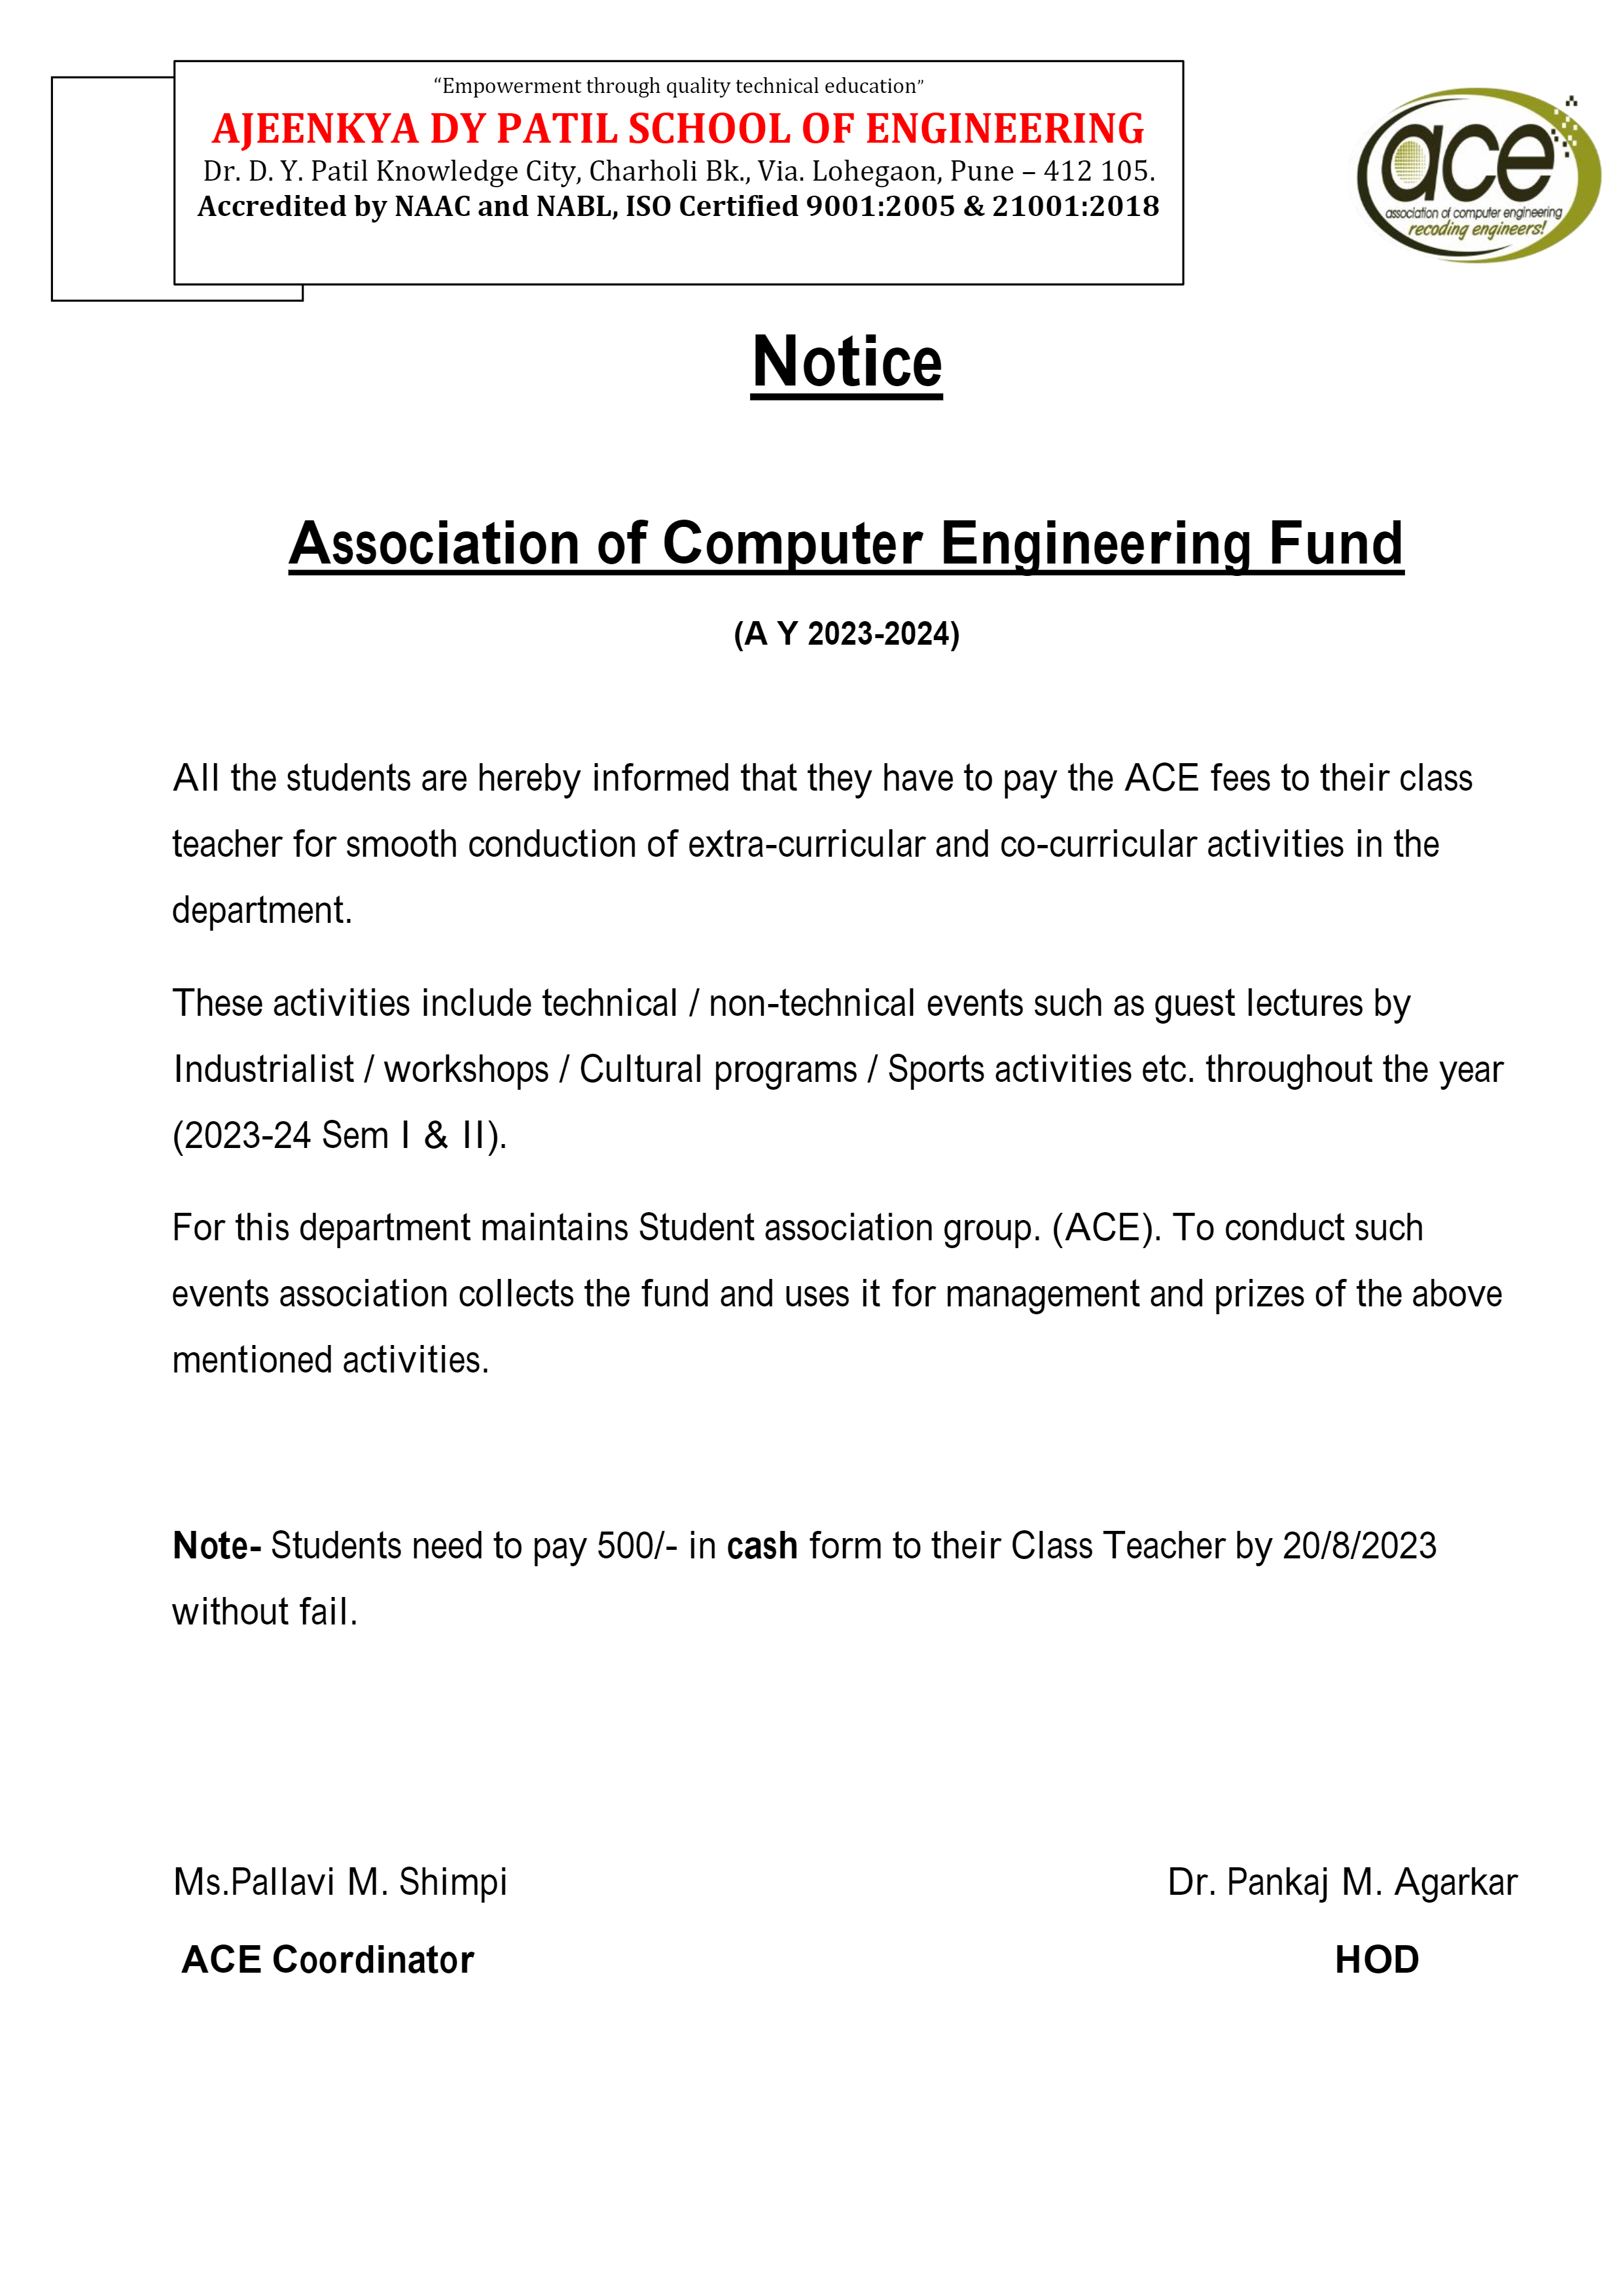 “Empowerment through quality technical education”
AJEENKYA DY PATIL SCHOOL OF ENGINEERING
Dr. D. Y. Patil Knowledge City, Charholi Bk., Via. Lohegaon, Pune – 412 105.
Accredited by NAAC and NABL, ISO Certified 9001:2005 & 21001:2018
ace
association of computer engineering
recoding engineers!
Notice
Association of Computer Engineering Fund
(A Y 2023-2024)
All the students are hereby informed that they have to pay the ACE fees to their class
teacher for smooth conduction of extra-curricular and co-curricular activities in the
department.
These activities include technical / non-technical events such as guest lectures by
Industrialist / workshops / Cultural programs / Sports activities etc. throughout the year
(2023-24 Sem I & II).
For this department maintains Student association group. (ACE). To conduct such
events association collects the fund and uses it for management and prizes of the above
mentioned activities.
Note- Students need to pay 500/- in cash form to their Class Teacher by 20/8/2023
without fail.
Ms.Pallavi M. Shimpi Dr. Pankaj M. Agarkar
ACE Coordinator HOD